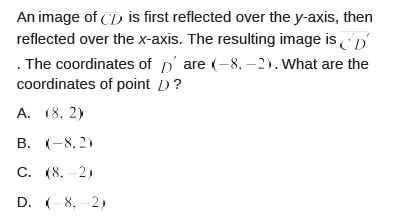 An image of CD is first reflected over the y-axis, then
reflected over the x-axis. The resulting image is C'D'
. The coordinates of D' are (−8, −2). What are the
coordinates of point D?
A. (8, 2)
B. (−8, 2)
C. (8, −2)
D. (−8, −2)